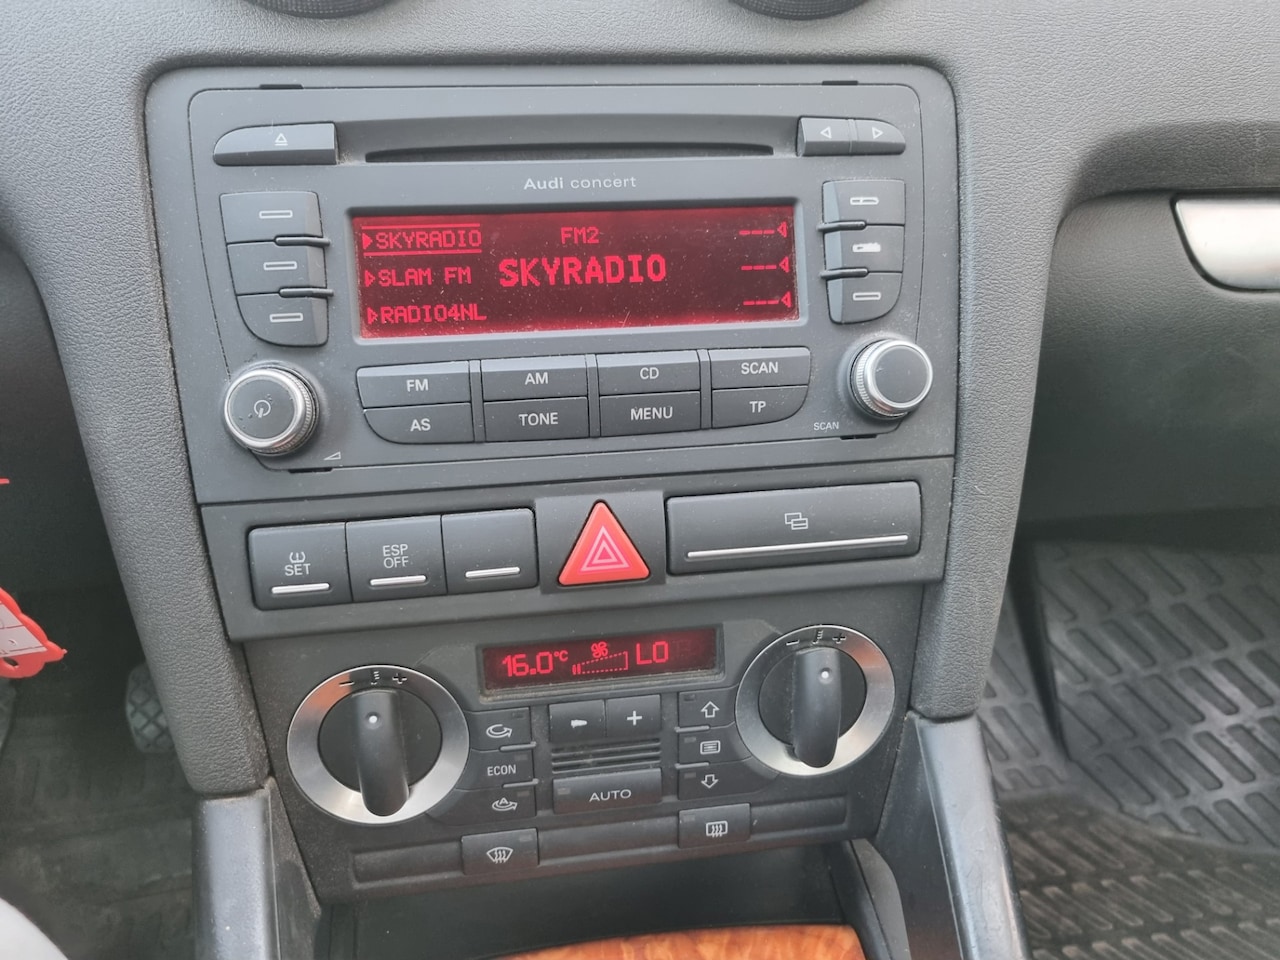 Audi concert
SKYRADIO FM2 ---
SLAM FM SKYRADIO ---
RADIO4NL ---
FM AM CD SCAN
AS TONE MENU TP
SCAN
SET ESP OFF
16.0°C LO
- + - +
- +
ECON
A
AUTO